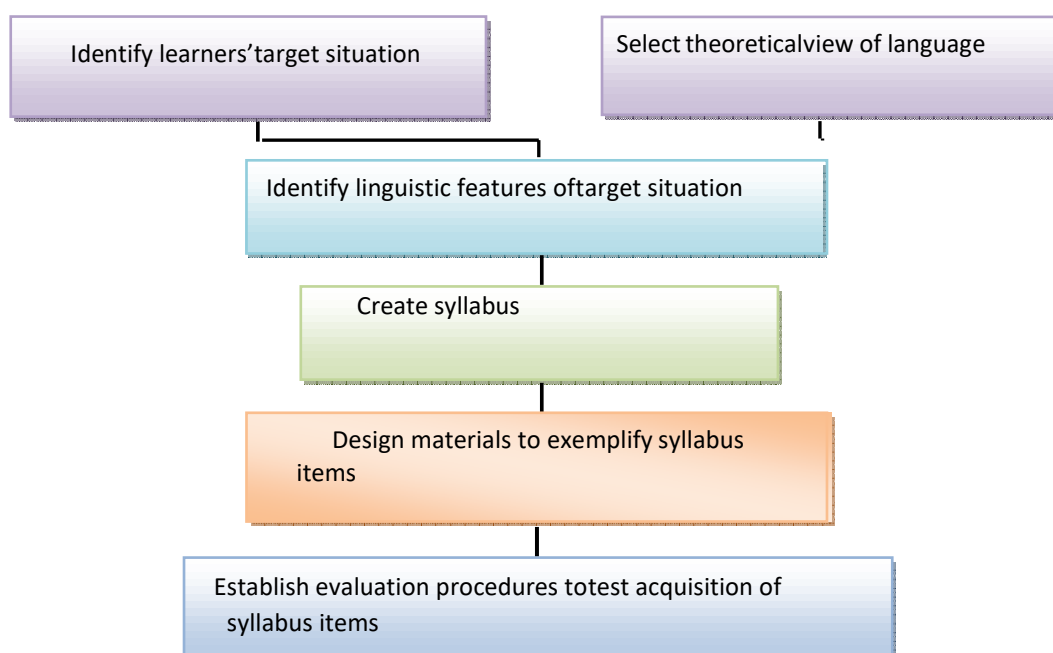 Identify learners’target situation
Select theoreticalview of language
Identify linguistic features oftarget situation
Create syllabus
Design materials to exemplify syllabus
items
Establish evaluation procedures totest acquisition of
syllabus items